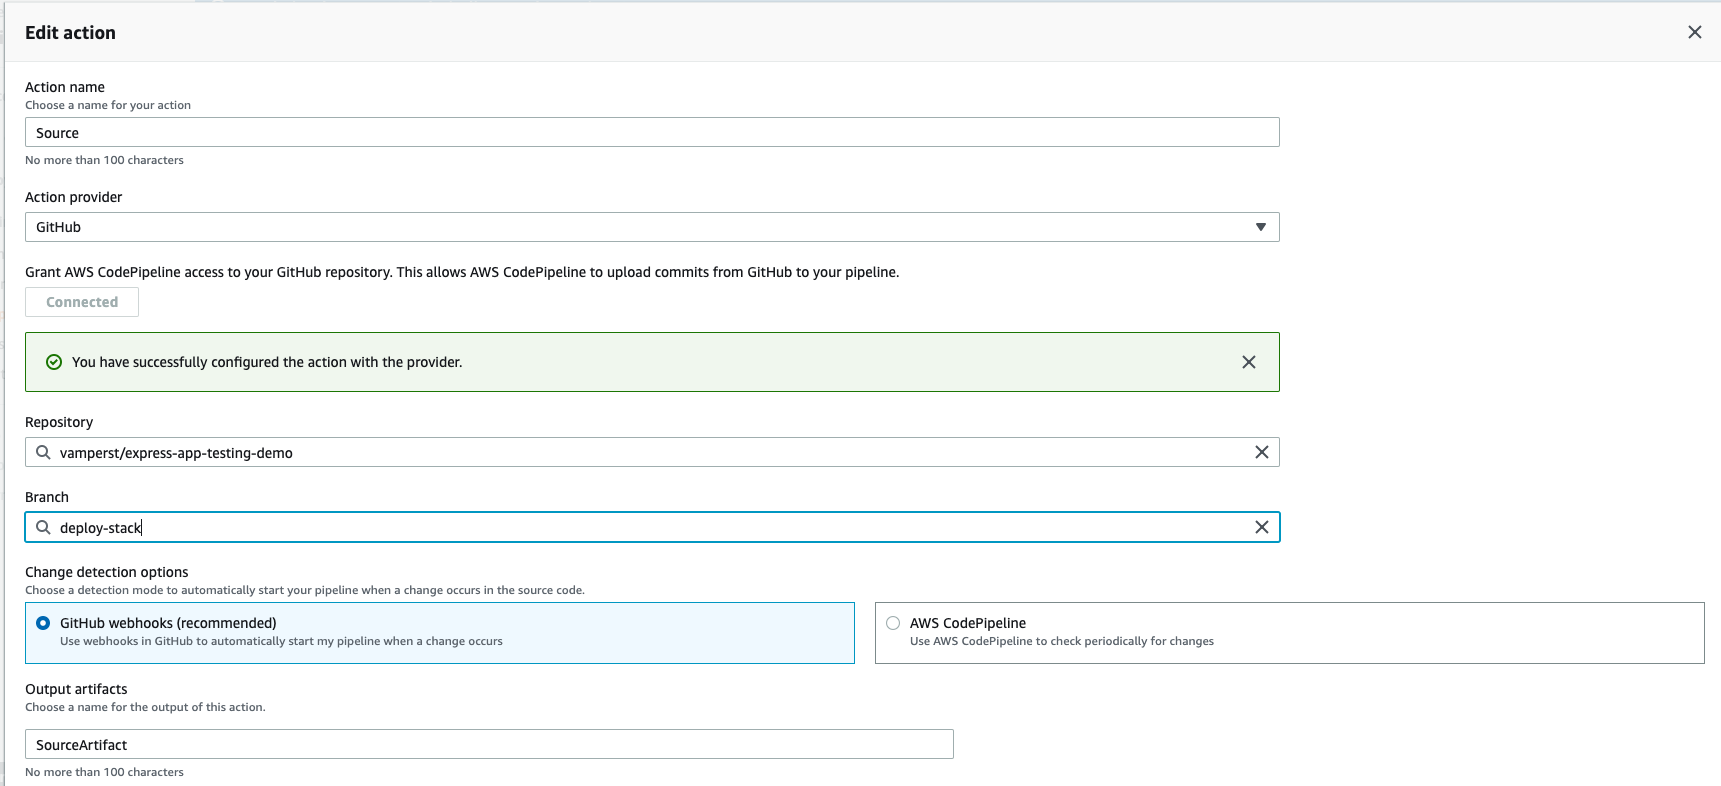 Edit action
Action name
Choose a name for your action
Source
No more than 100 characters
Action provider
GitHub
Grant AWS CodePipeline access to your GitHub repository. This allows AWS CodePipeline to upload commits from GitHub to your pipeline.
Connected
You have successfully configured the action with the provider.
Repository
vamperst/express-app-testing-demo
Branch
deploy-stack
Change detection options
Choose a detection mode to automatically start your pipeline when a change occurs in the source code.
GitHub webhooks (recommended)
Use webhooks in GitHub to automatically start my pipeline when a change occurs
AWS CodePipeline
Use AWS CodePipeline to check periodically for changes
Output artifacts
Choose a name for the output of this action.
SourceArtifact
No more than 100 characters